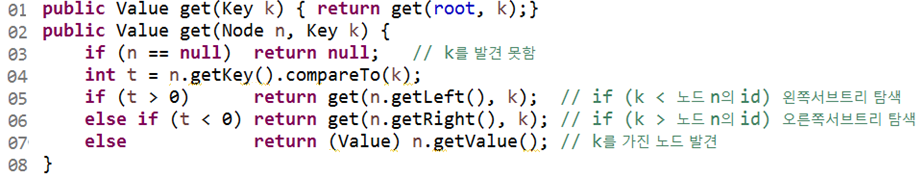 01 public Value get(Key k) { return get(root, k);}
02 public Value get(Node n, Key k) {
03     if (n == null)  return null;   // k를 발견 못함
04     int t = n.getKey().compareTo(k);
05     if (t > 0)      return get(n.getLeft(), k);  // if (k < 노드 n의 id) 왼쪽서브트리 탐색
06     else if (t < 0) return get(n.getRight(), k); // if (k > 노드 n의 id) 오른쪽서브트리 탐색
07     else            return (Value) n.getValue(); // k를 가진 노드 발견
08 }